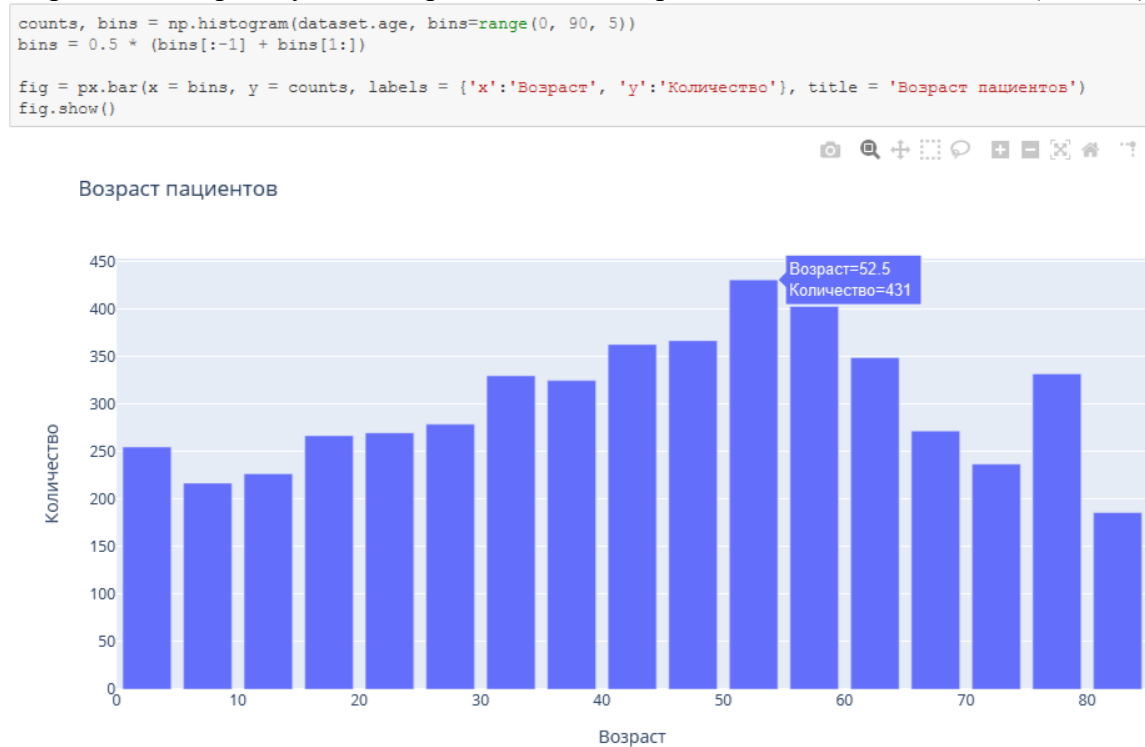 counts, bins = np.histogram(dataset.age, bins=range(0, 90, 5))
bins = 0.5 * (bins[:-1] + bins[1:])
fig = px.bar(x = bins, y = counts, labels = {'x':'Возраст', 'y':'Количество'}, title = 'Возраст пациентов')
fig.show()
Возраст пациентов
Возраст=52.5
Количество=431
450
400
350
300
250
200
150
100
50
0
Количество
0 10 20 30 40 50 60 70 80
Возраст